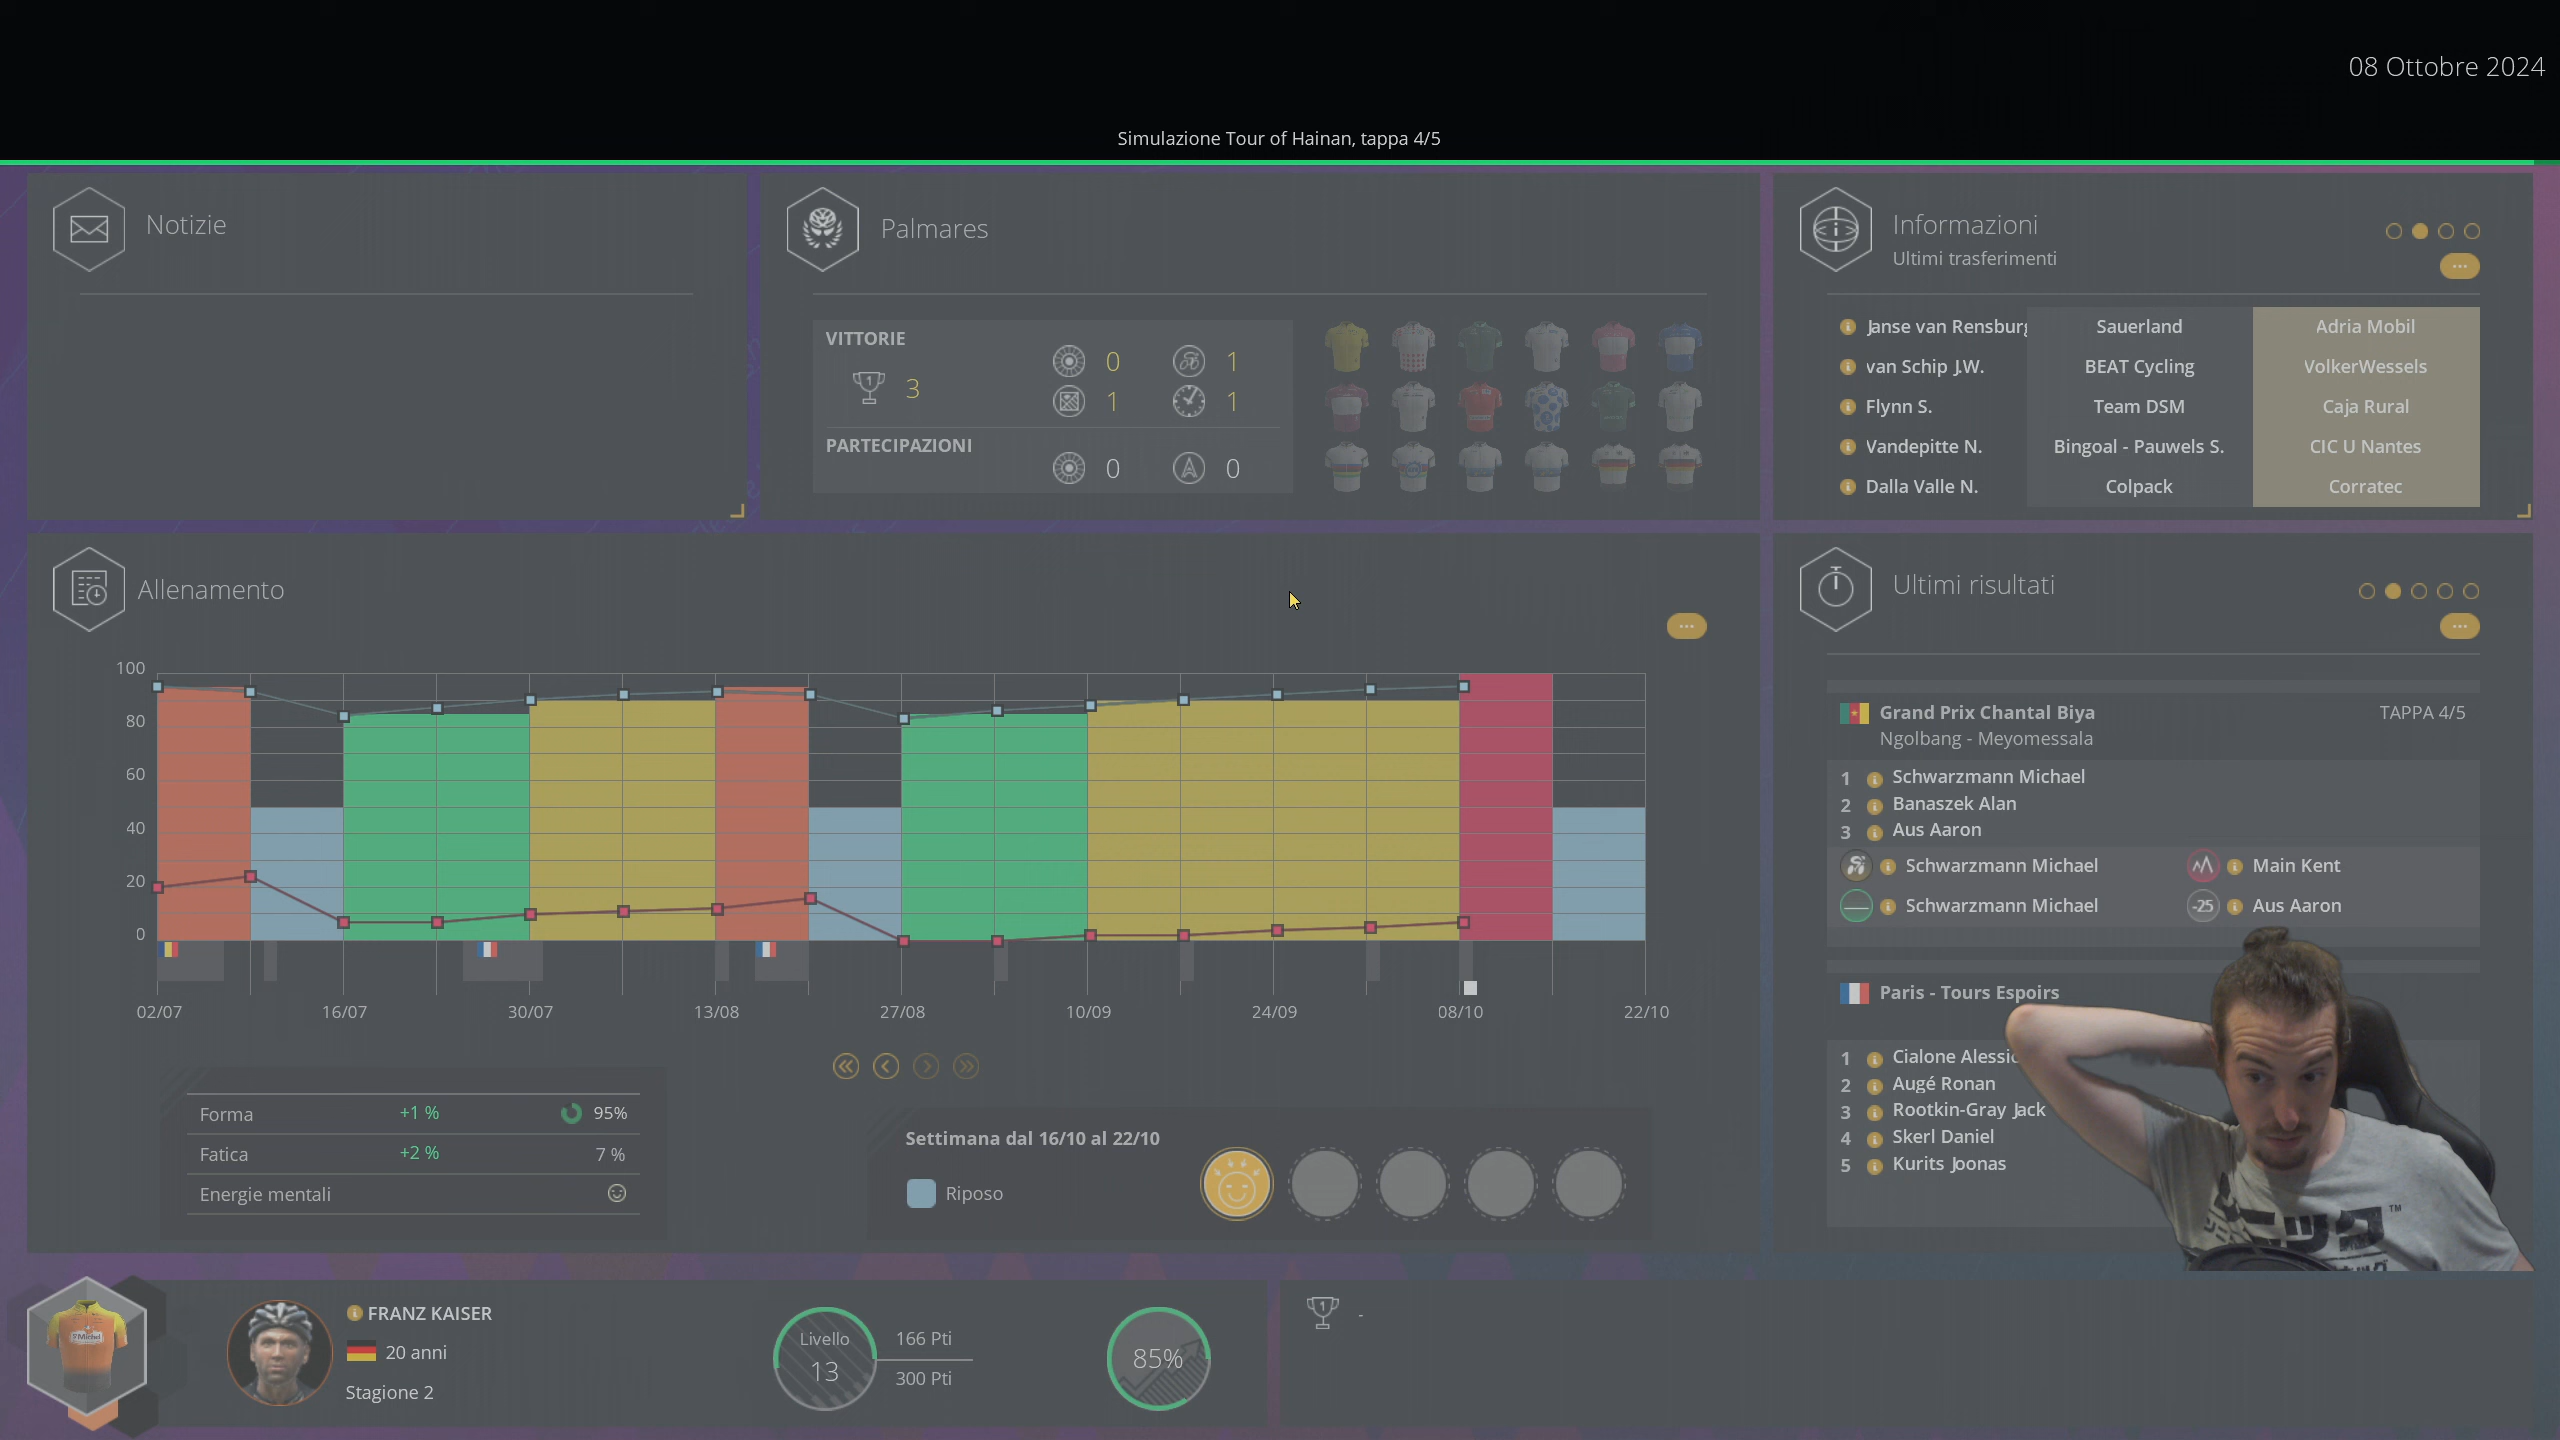 08 Ottobre 2024
Simulazione Tour of Hainan, tappa 4/5
Notizie
Palmares
VITTORIE
3
0
1
1
1
PARTECIPAZIONI
0
0
Informazioni
Ultimi trasferimenti
...
Janse van Rensburg Sauerland Adria Mobil
van Schip J.W. BEAT Cycling VolkerWessels
Flynn S. Team DSM Caja Rural
Vandepitte N. Bingoal - Pauwels S. CIC U Nantes
Dalla Valle N. Colpack Corratec
Allenamento
...
100
80
60
40
20
0
02/07 16/07 30/07 13/08 27/08 10/09 24/09 08/10 22/10
Forma +1 % 95%
Fatica +2 % 7 %
Energie mentali
Settimana dal 16/10 al 22/10
Riposo
Ultimi risultati
...
Grand Prix Chantal Biya TAPPA 4/5
Ngolbang - Meyomessala
1 Schwarzmann Michael
2 Banaszek Alan
3 Aus Aaron
Schwarzmann Michael Main Kent
Schwarzmann Michael -25 Aus Aaron
Paris - Tours Espoirs
1 Cialone Alessio
2 Augé Ronan
3 Rootkin-Gray Jack
4 Skerl Daniel
5 Kurits Joonas
St Michel
FRANZ KAISER
20 anni
Stagione 2
Livello
13
166 Pti
300 Pti
85%
1 -